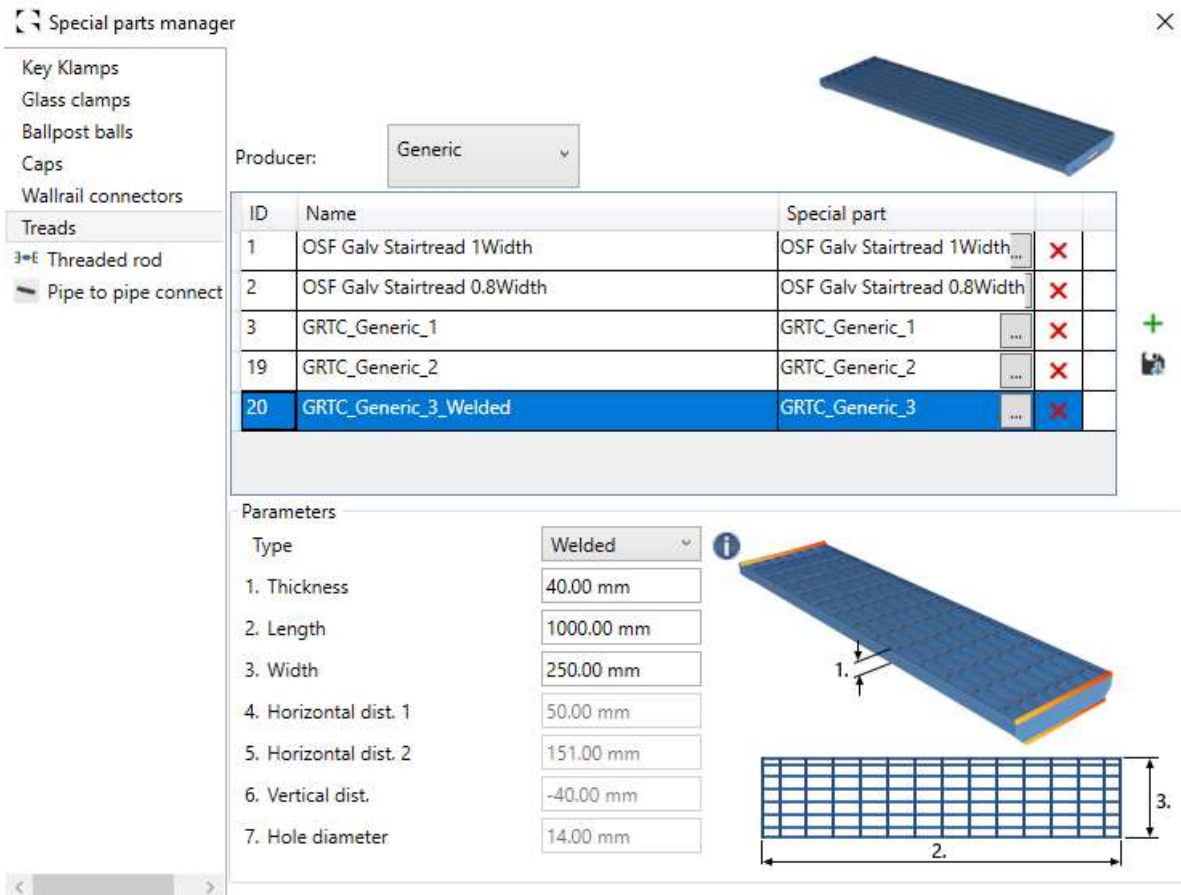 Special parts manager
Key Klamps
Glass clamps
Ballpost balls
Caps
Wallrail connectors
Treads
Threaded rod
Pipe to pipe connect
Producer: Generic
ID Name Special part
1 OSF Galv Stairtread 1Width OSF Galv Stairtread 1Width ...
2 OSF Galv Stairtread 0.8Width OSF Galv Stairtread 0.8Width
3 GRTC_Generic_1 GRTC_Generic_1 ...
19 GRTC_Generic_2 GRTC_Generic_2 ...
20 GRTC_Generic_3_Welded GRTC_Generic_3 ...
Parameters
Type Welded
1. Thickness 40.00 mm
2. Length 1000.00 mm
3. Width 250.00 mm
4. Horizontal dist. 1 50.00 mm
5. Horizontal dist. 2 151.00 mm
6. Vertical dist. -40.00 mm
7. Hole diameter 14.00 mm
1.
3.
2.